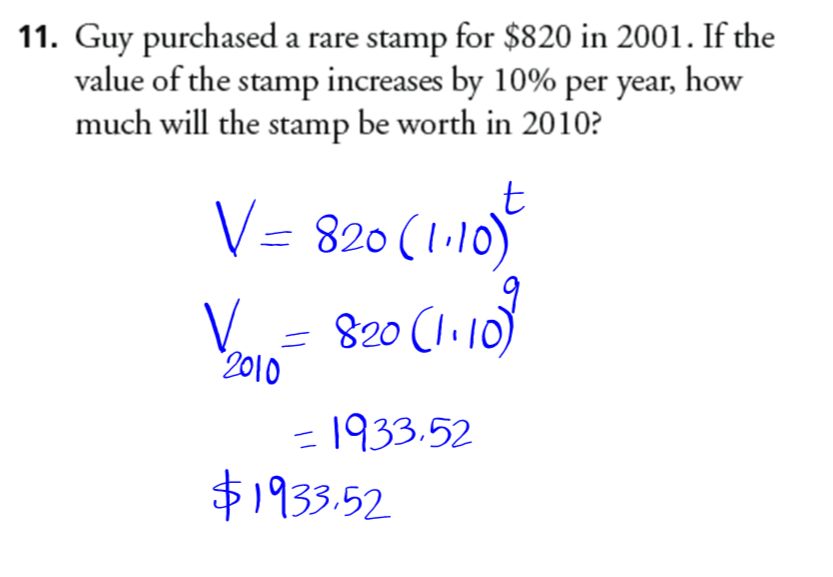 11. Guy purchased a rare stamp for $820 in 2001. If the
value of the stamp increases by 10% per year, how
much will the stamp be worth in 2010?
V = 820 (1.10)^t
V_2010 = 820 (1.10)^9
= 1933.52
$1933.52